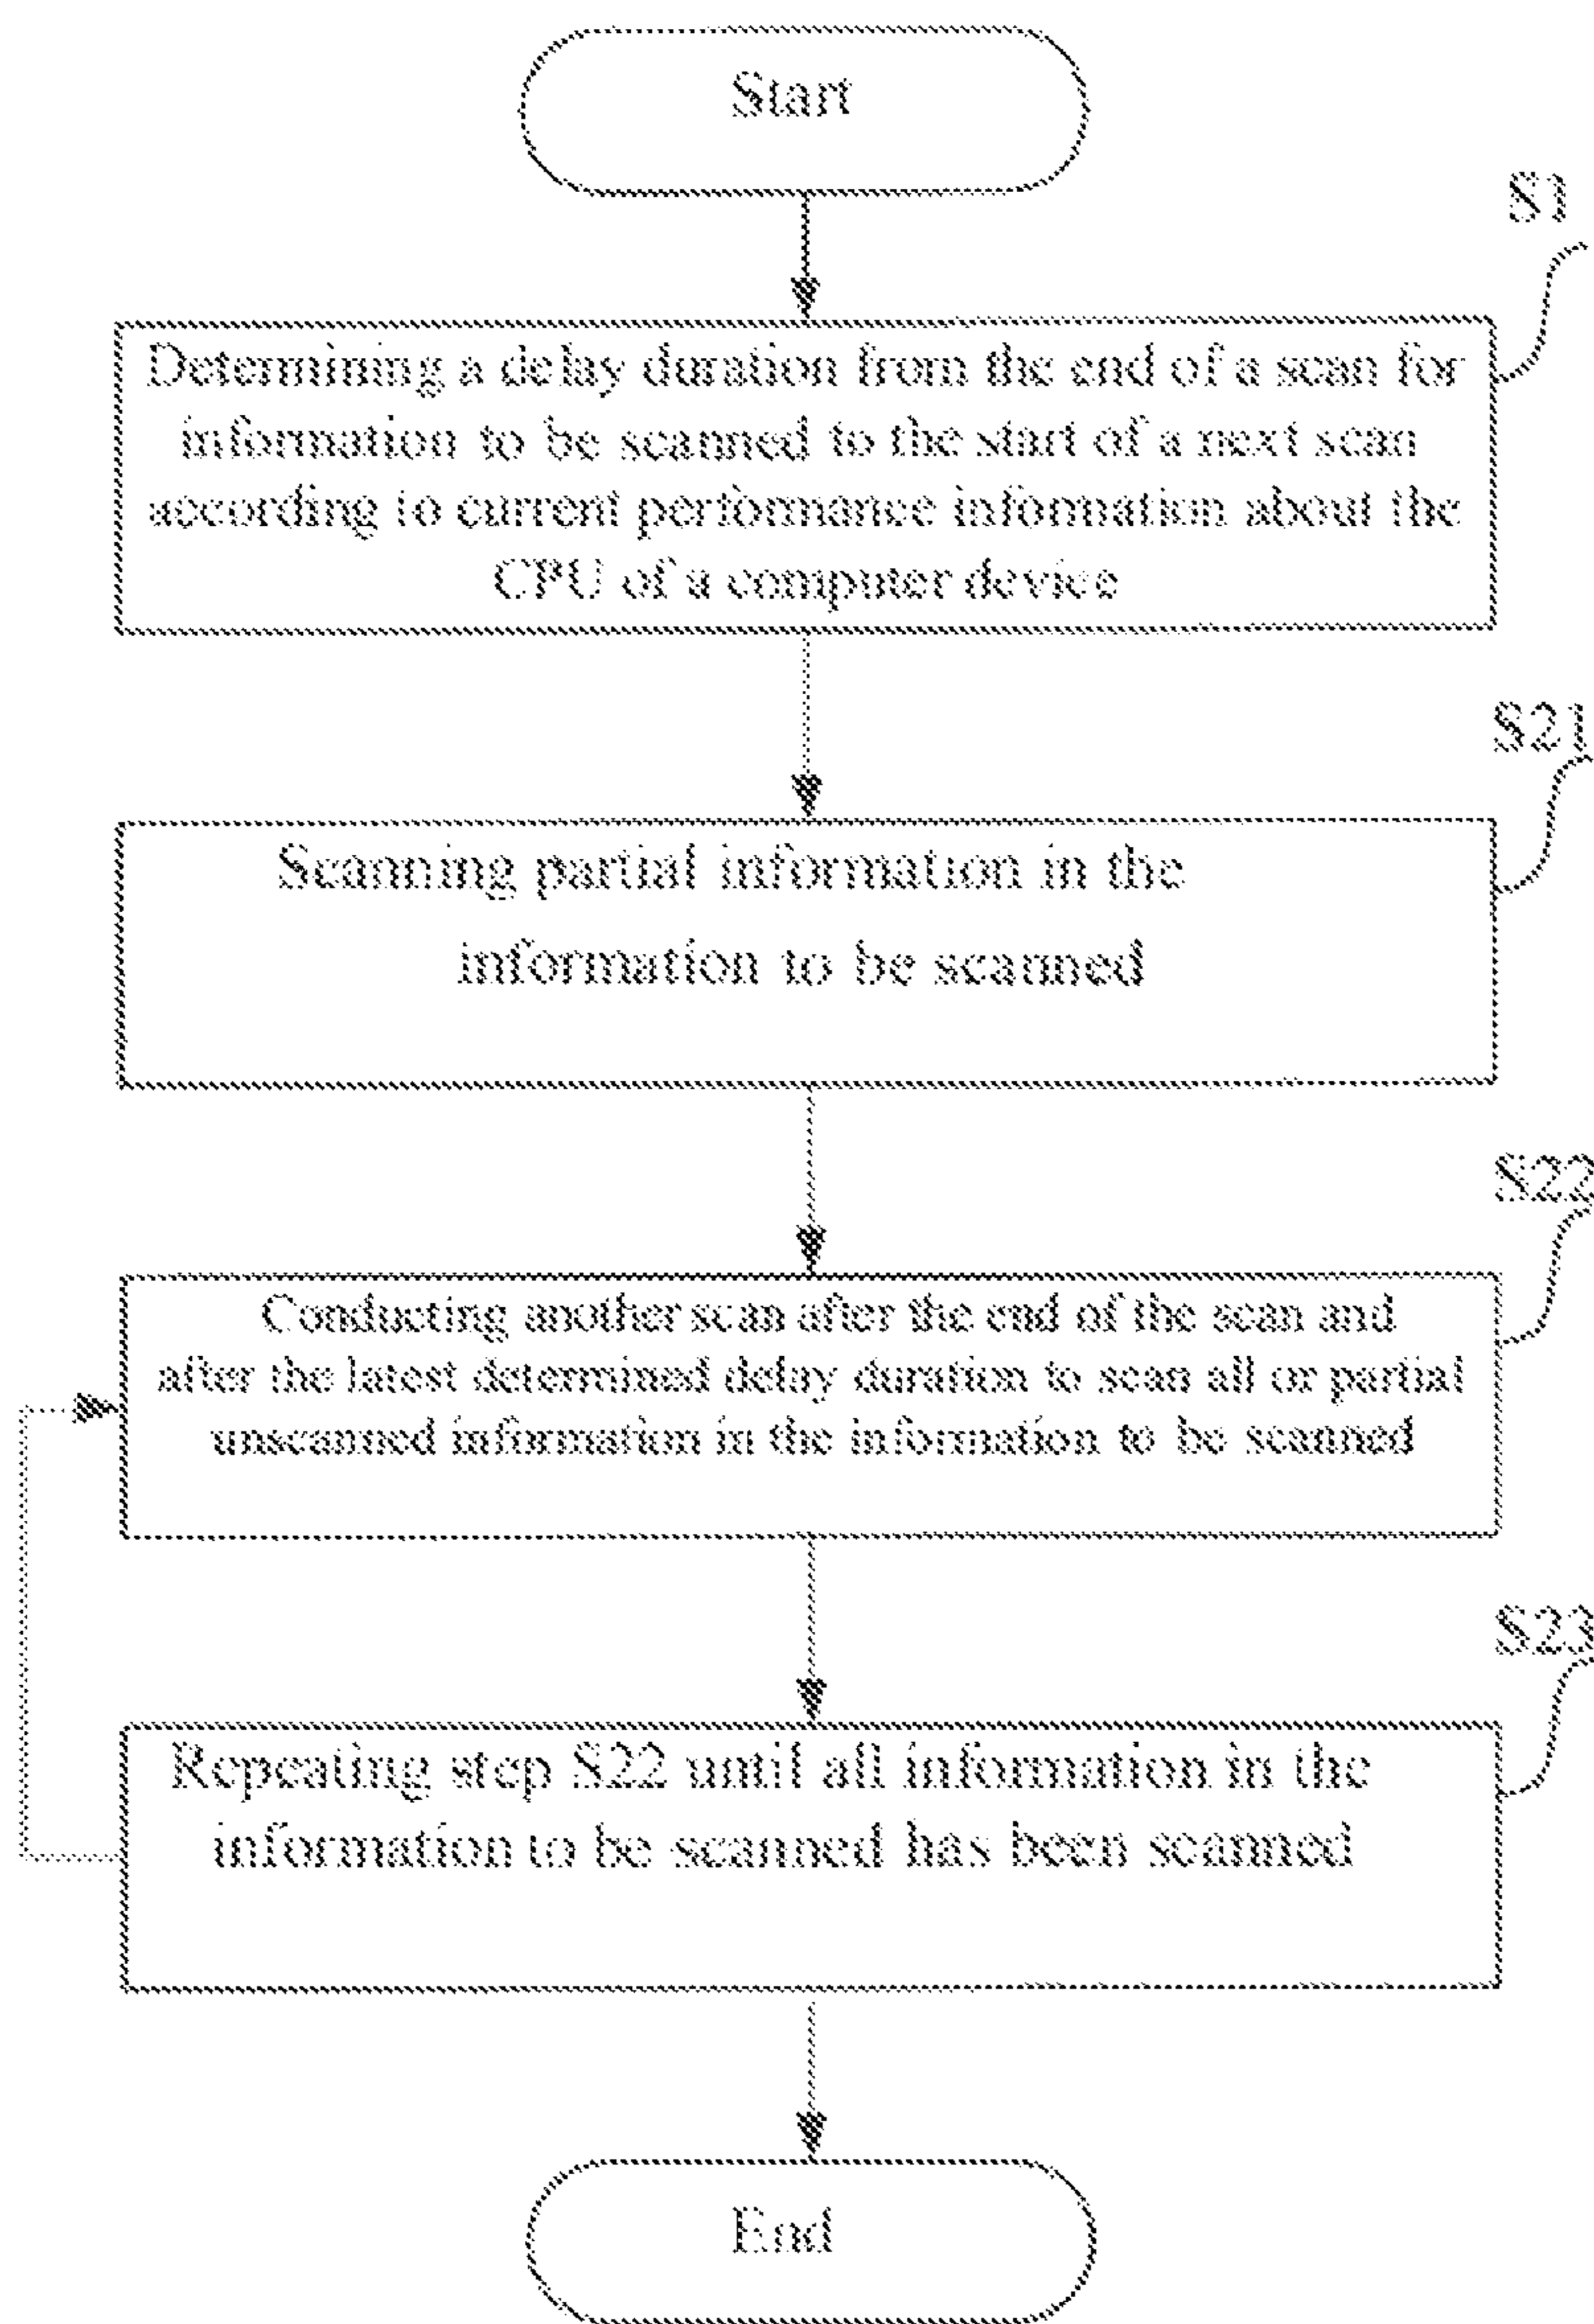 Start
S1
Determining a delay duration from the end of a scan for
information to be scanned to the start of a next scan
according to current performance information about the
CPU of a computer device
S21
Scanning partial information in the
information to be scanned
S22
Conducting another scan after the end of the scan and
after the latest determined delay duration to scan all or partial
unscanned information in the information to be scanned
S23
Repeating step S22 until all information in the
information to be scanned has been scanned
End